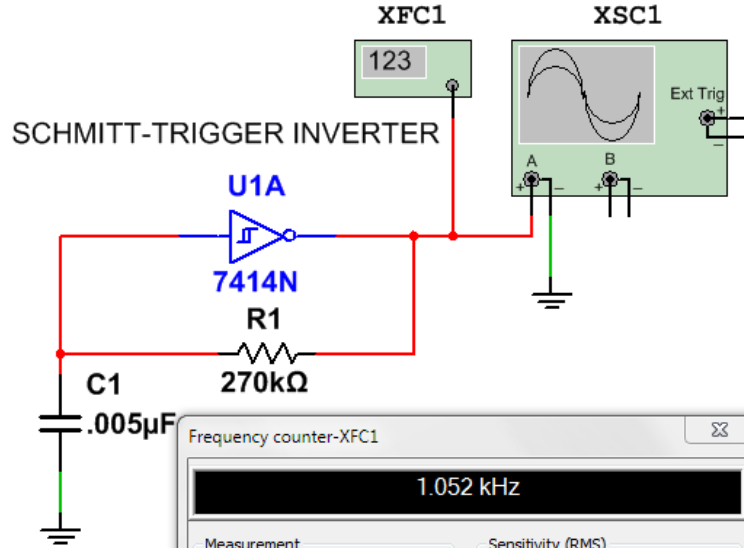 XFC1
XSC1
123
Ext Trig
+
−
SCHMITT-TRIGGER INVERTER
A
B
+
−
+
−
U1A
7414N
R1
270kΩ
C1
.005µF
Frequency counter-XFC1
1.052 kHz
Measurement
Sensitivity (RMS)